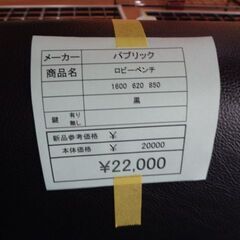 メーカー パブリック
商品名 ロビーベンチ
1600 620 850
黒
鍵 有り 無し
新品参考価格 ¥
本体価格 ¥ 20000
¥22,000